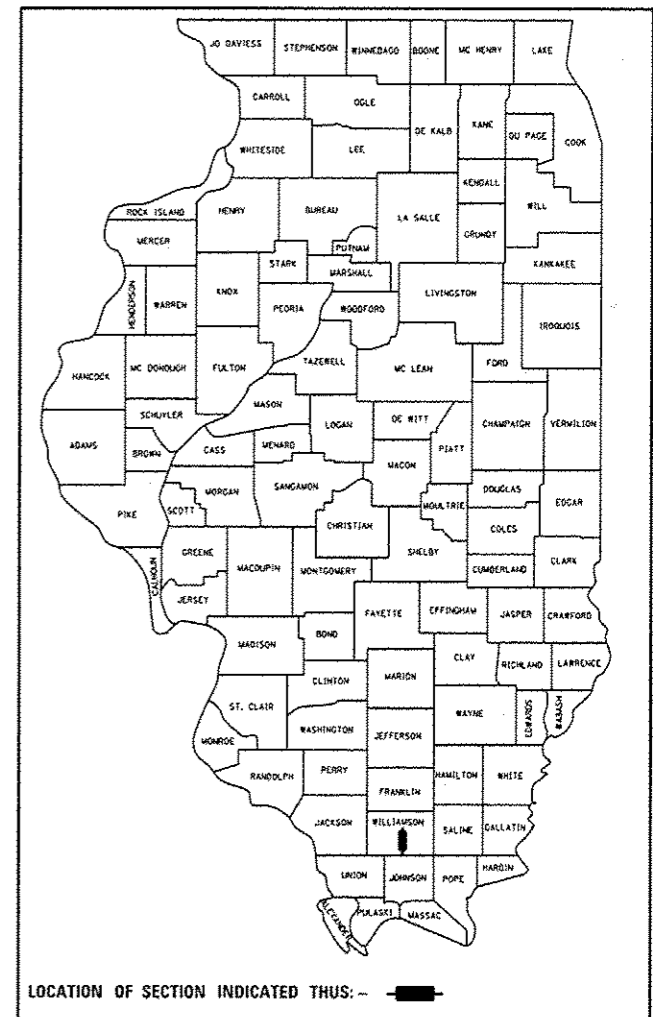 JO DAVIESS STEPHENSON WINNEBAGO BOONE MC HENRY LAKE
CARROLL OGLE DE KALB KANE DU PAGE COOK
WHITESIDE LEE
KENDALL WILL
ROCK ISLAND HENRY BUREAU LA SALLE GRUNDY
MERCER PUTNAM KANKAKEE
STARK MARSHALL
HENDERSON WARREN KNOX PEORIA WOODFORD LIVINGSTON IROQUOIS
HANCOCK MC DONOUGH FULTON TAZEWELL MC LEAN FORD
SCHUYLER MASON
ADAMS BROWN CASS MENARD LOGAN DE WITT PIATT CHAMPAIGN VERMILION
MACON
PIKE SCOTT MORGAN SANGAMON CHRISTIAN MOULTRIE DOUGLAS EDGAR
COLES
CALHOUN GREENE MACOUPIN MONTGOMERY SHELBY CUMBERLAND CLARK
JERSEY
FAYETTE EFFINGHAM JASPER CRAWFORD
MADISON BOND
CLAY RICHLAND LAWRENCE
CLINTON MARION
ST. CLAIR WAYNE EDWARDS WABASH
MONROE WASHINGTON JEFFERSON
RANDOLPH PERRY HAMILTON WHITE
FRANKLIN
JACKSON WILLIAMSON SALINE GALLATIN
UNION JOHNSON POPE HARDIN
ALEXANDER PULASKI MASSAC
LOCATION OF SECTION INDICATED THUS: -